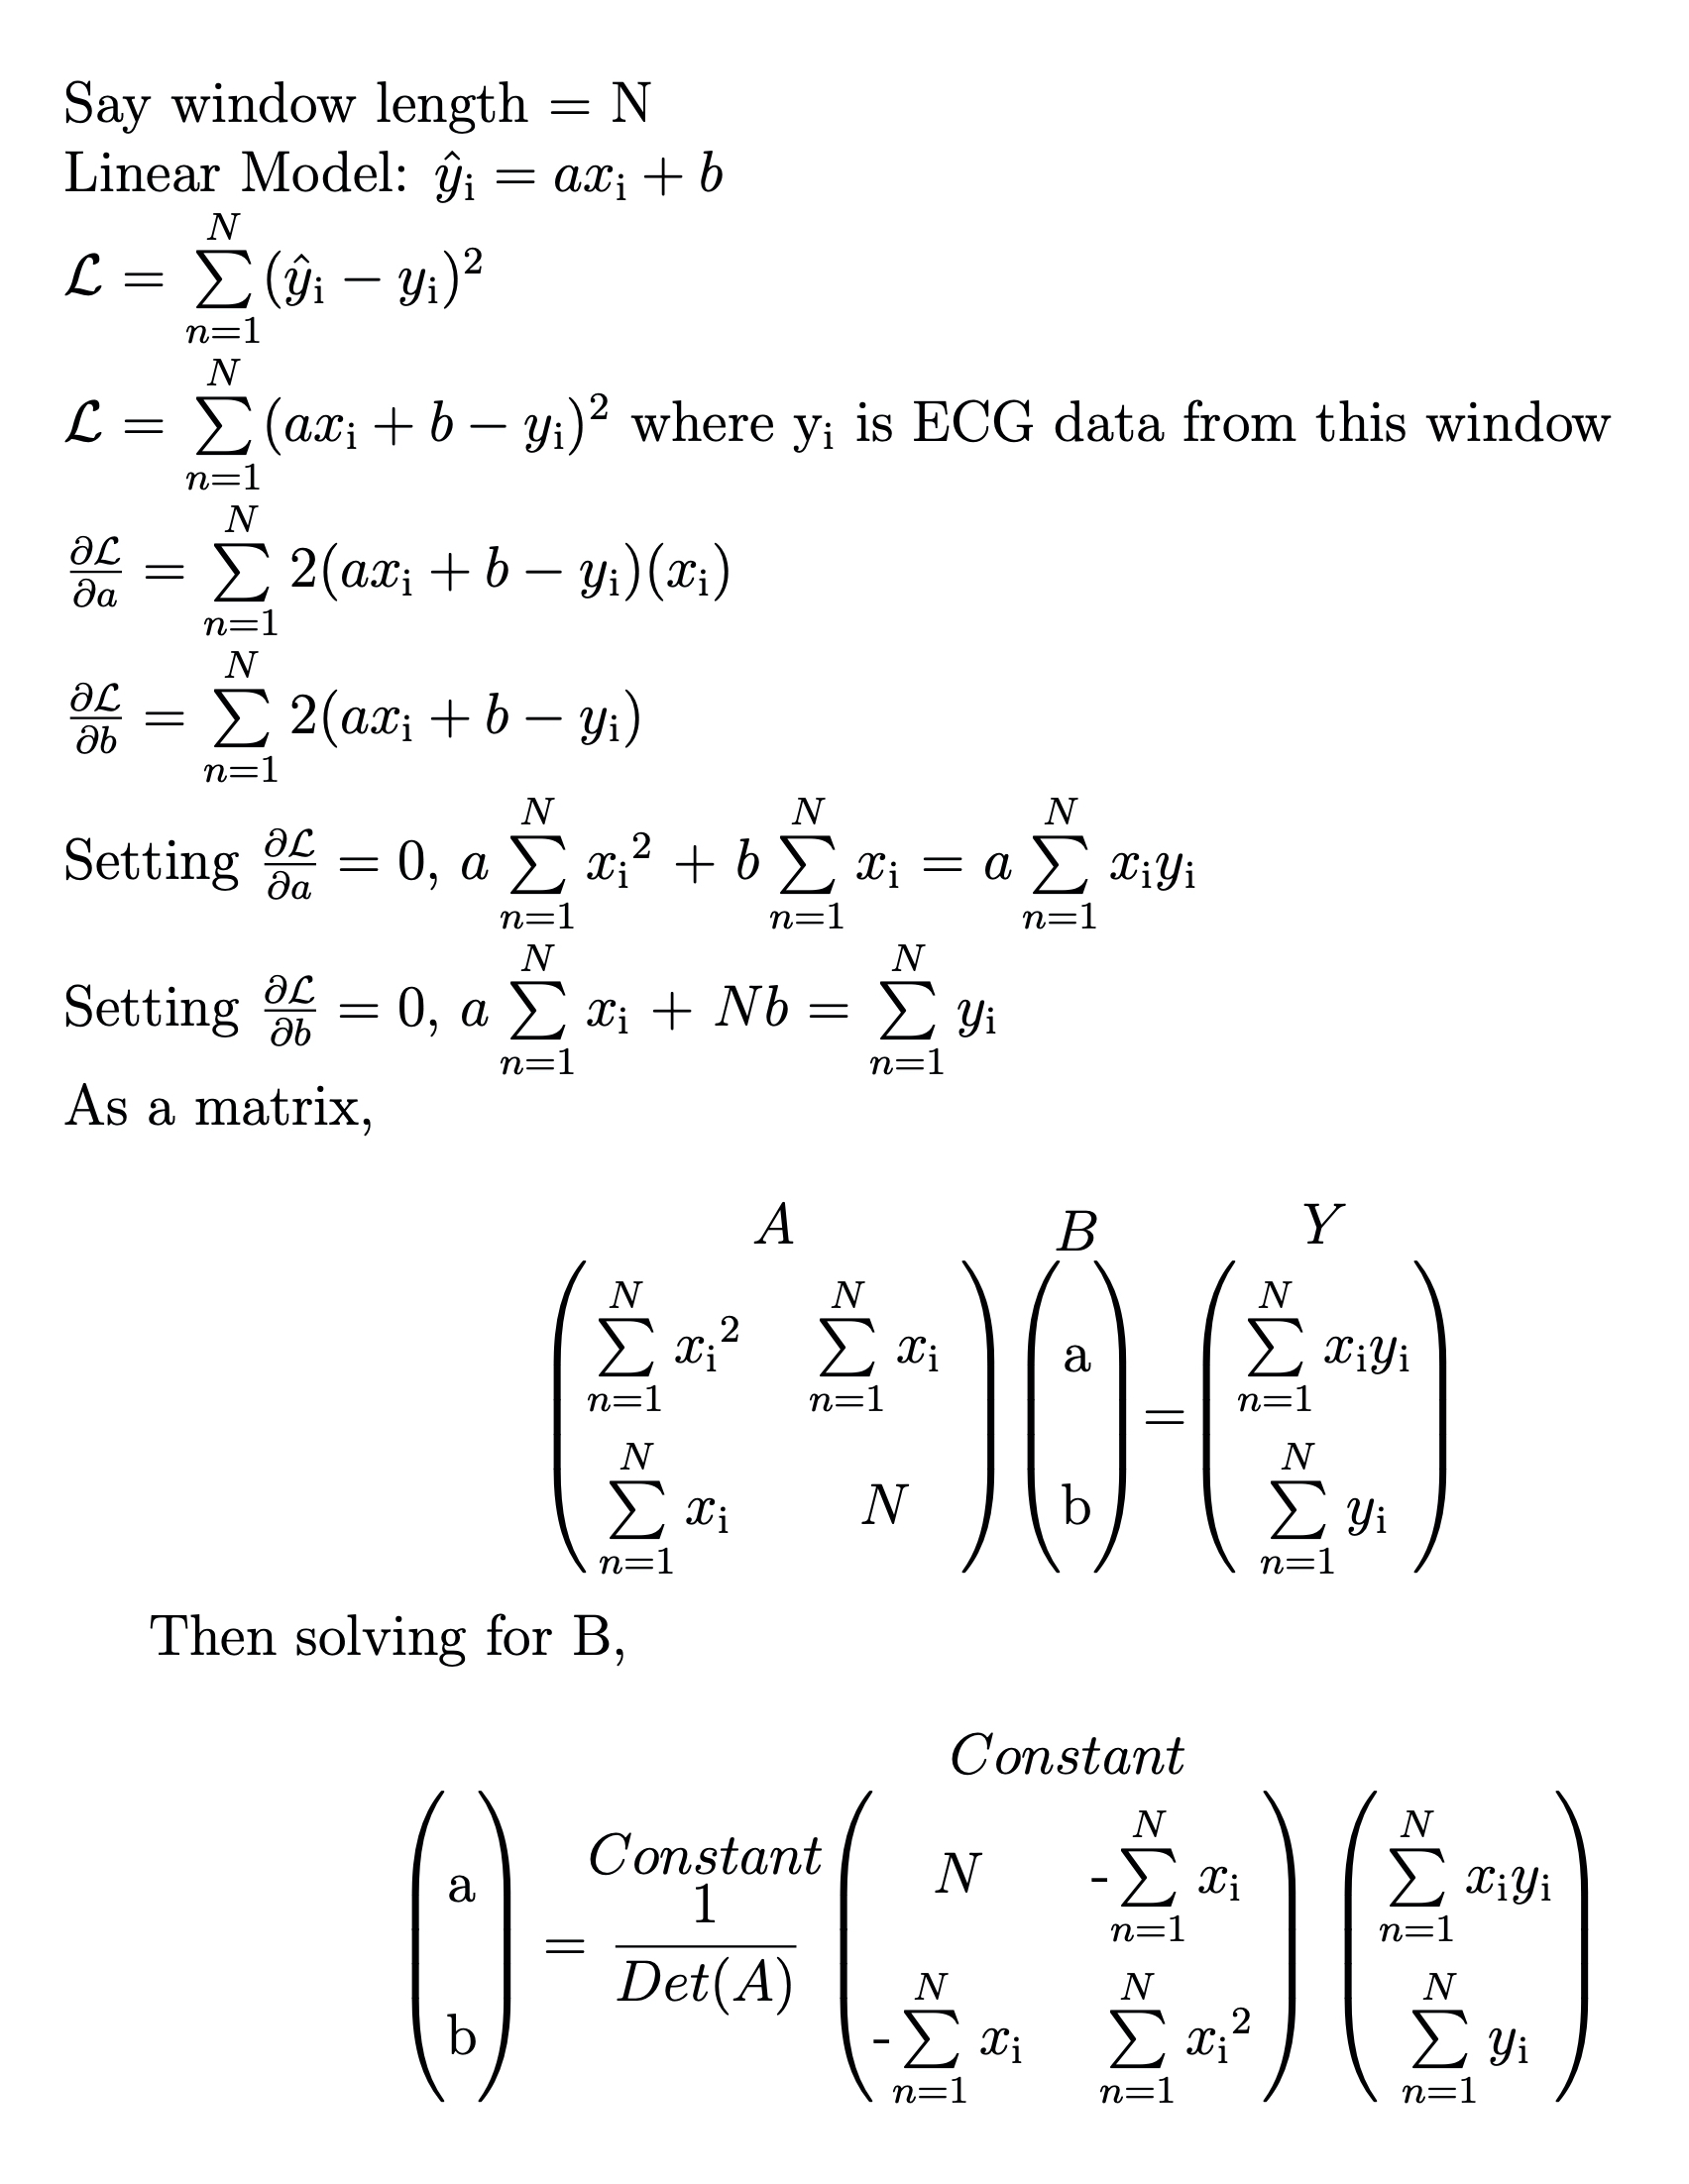 Say window length = N
Linear Model: $\hat{y}_{\mathrm{i}} = ax_{\mathrm{i}} + b$
$\mathcal{L} = \sum_{n=1}^{N} (\hat{y}_{\mathrm{i}} - y_{\mathrm{i}})^2$
$\mathcal{L} = \sum_{n=1}^{N} (ax_{\mathrm{i}} + b - y_{\mathrm{i}})^2$ where y$_{\mathrm{i}}$ is ECG data from this window
$\frac{\partial \mathcal{L}}{\partial a} = \sum_{n=1}^{N} 2(ax_{\mathrm{i}} + b - y_{\mathrm{i}})(x_{\mathrm{i}})$
$\frac{\partial \mathcal{L}}{\partial b} = \sum_{n=1}^{N} 2(ax_{\mathrm{i}} + b - y_{\mathrm{i}})$
Setting $\frac{\partial \mathcal{L}}{\partial a} = 0$, $a \sum_{n=1}^{N} x_{\mathrm{i}}{}^2 + b \sum_{n=1}^{N} x_{\mathrm{i}} = a \sum_{n=1}^{N} x_{\mathrm{i}} y_{\mathrm{i}}$
Setting $\frac{\partial \mathcal{L}}{\partial b} = 0$, $a \sum_{n=1}^{N} x_{\mathrm{i}} + Nb = \sum_{n=1}^{N} y_{\mathrm{i}}$
As a matrix,
$\overset{A}{\begin{pmatrix} \sum_{n=1}^{N} x_{\mathrm{i}}{}^2 & \sum_{n=1}^{N} x_{\mathrm{i}} \\ \sum_{n=1}^{N} x_{\mathrm{i}} & N \end{pmatrix}} \overset{B}{\begin{pmatrix} \mathrm{a} \\ \mathrm{b} \end{pmatrix}} = \overset{Y}{\begin{pmatrix} \sum_{n=1}^{N} x_{\mathrm{i}} y_{\mathrm{i}} \\ \sum_{n=1}^{N} y_{\mathrm{i}} \end{pmatrix}}$
Then solving for B,
$\begin{pmatrix} \mathrm{a} \\ \mathrm{b} \end{pmatrix} = \overset{Constant}{\frac{1}{Det(A)}} \overset{Constant}{\begin{pmatrix} N & \text{-}\sum_{n=1}^{N} x_{\mathrm{i}} \\ \text{-}\sum_{n=1}^{N} x_{\mathrm{i}} & \sum_{n=1}^{N} x_{\mathrm{i}}{}^2 \end{pmatrix}} \begin{pmatrix} \sum_{n=1}^{N} x_{\mathrm{i}} y_{\mathrm{i}} \\ \sum_{n=1}^{N} y_{\mathrm{i}} \end{pmatrix}$